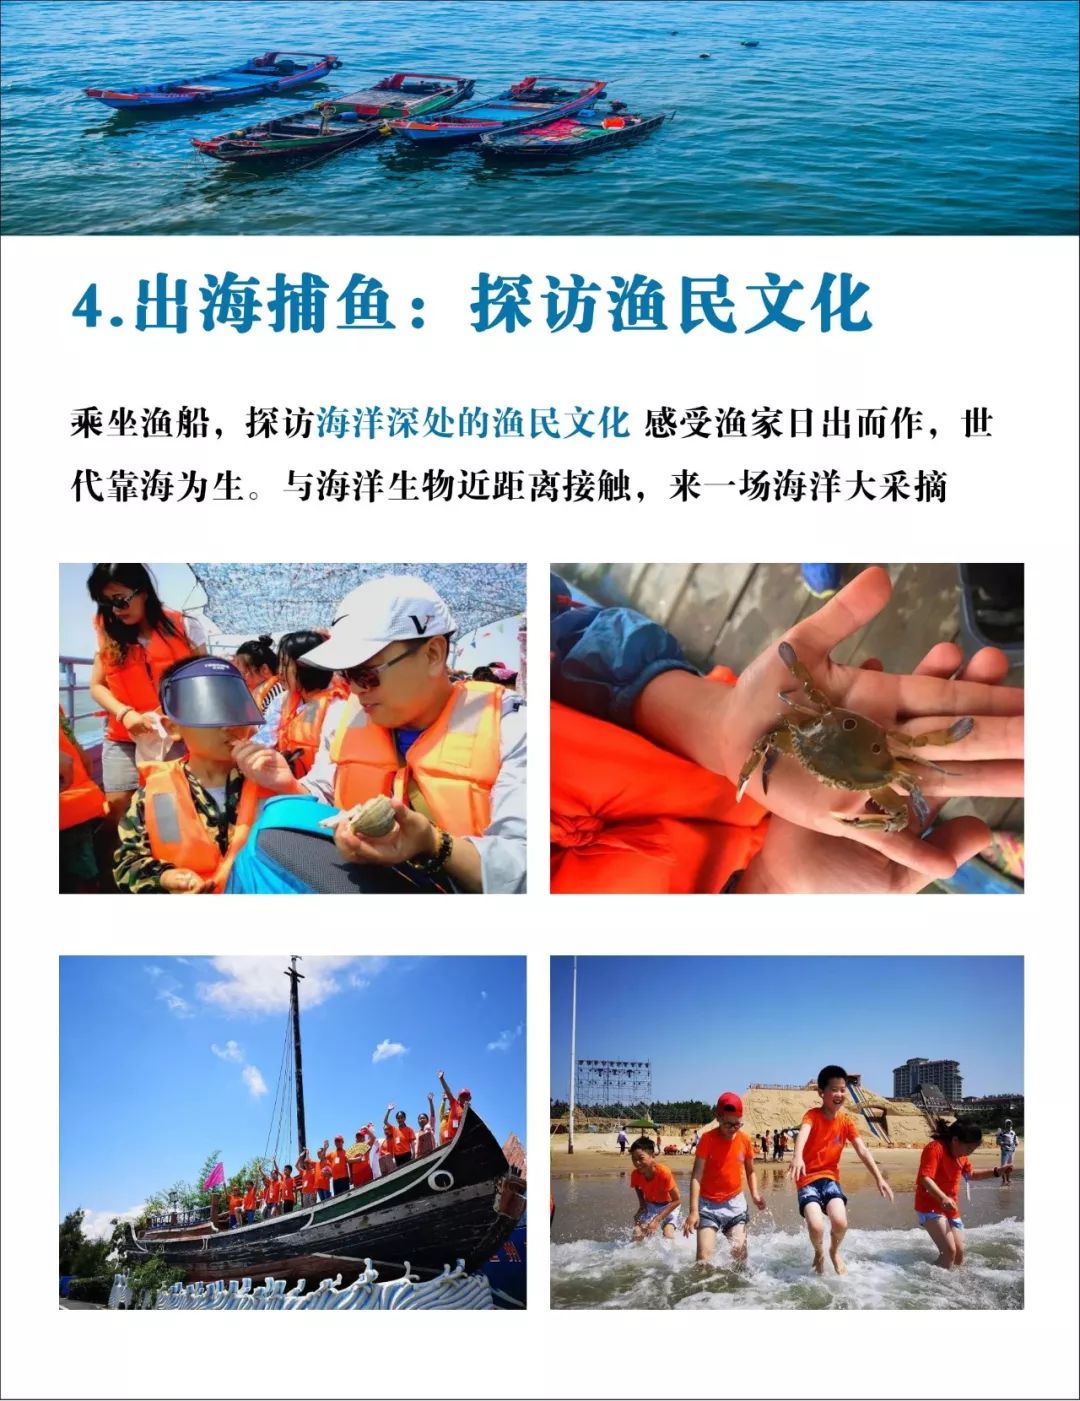 4.出海捕鱼：探访渔民文化
乘坐渔船，探访海洋深处的渔民文化 感受渔家日出而作，世
代靠海为生。与海洋生物近距离接触，来一场海洋大采摘